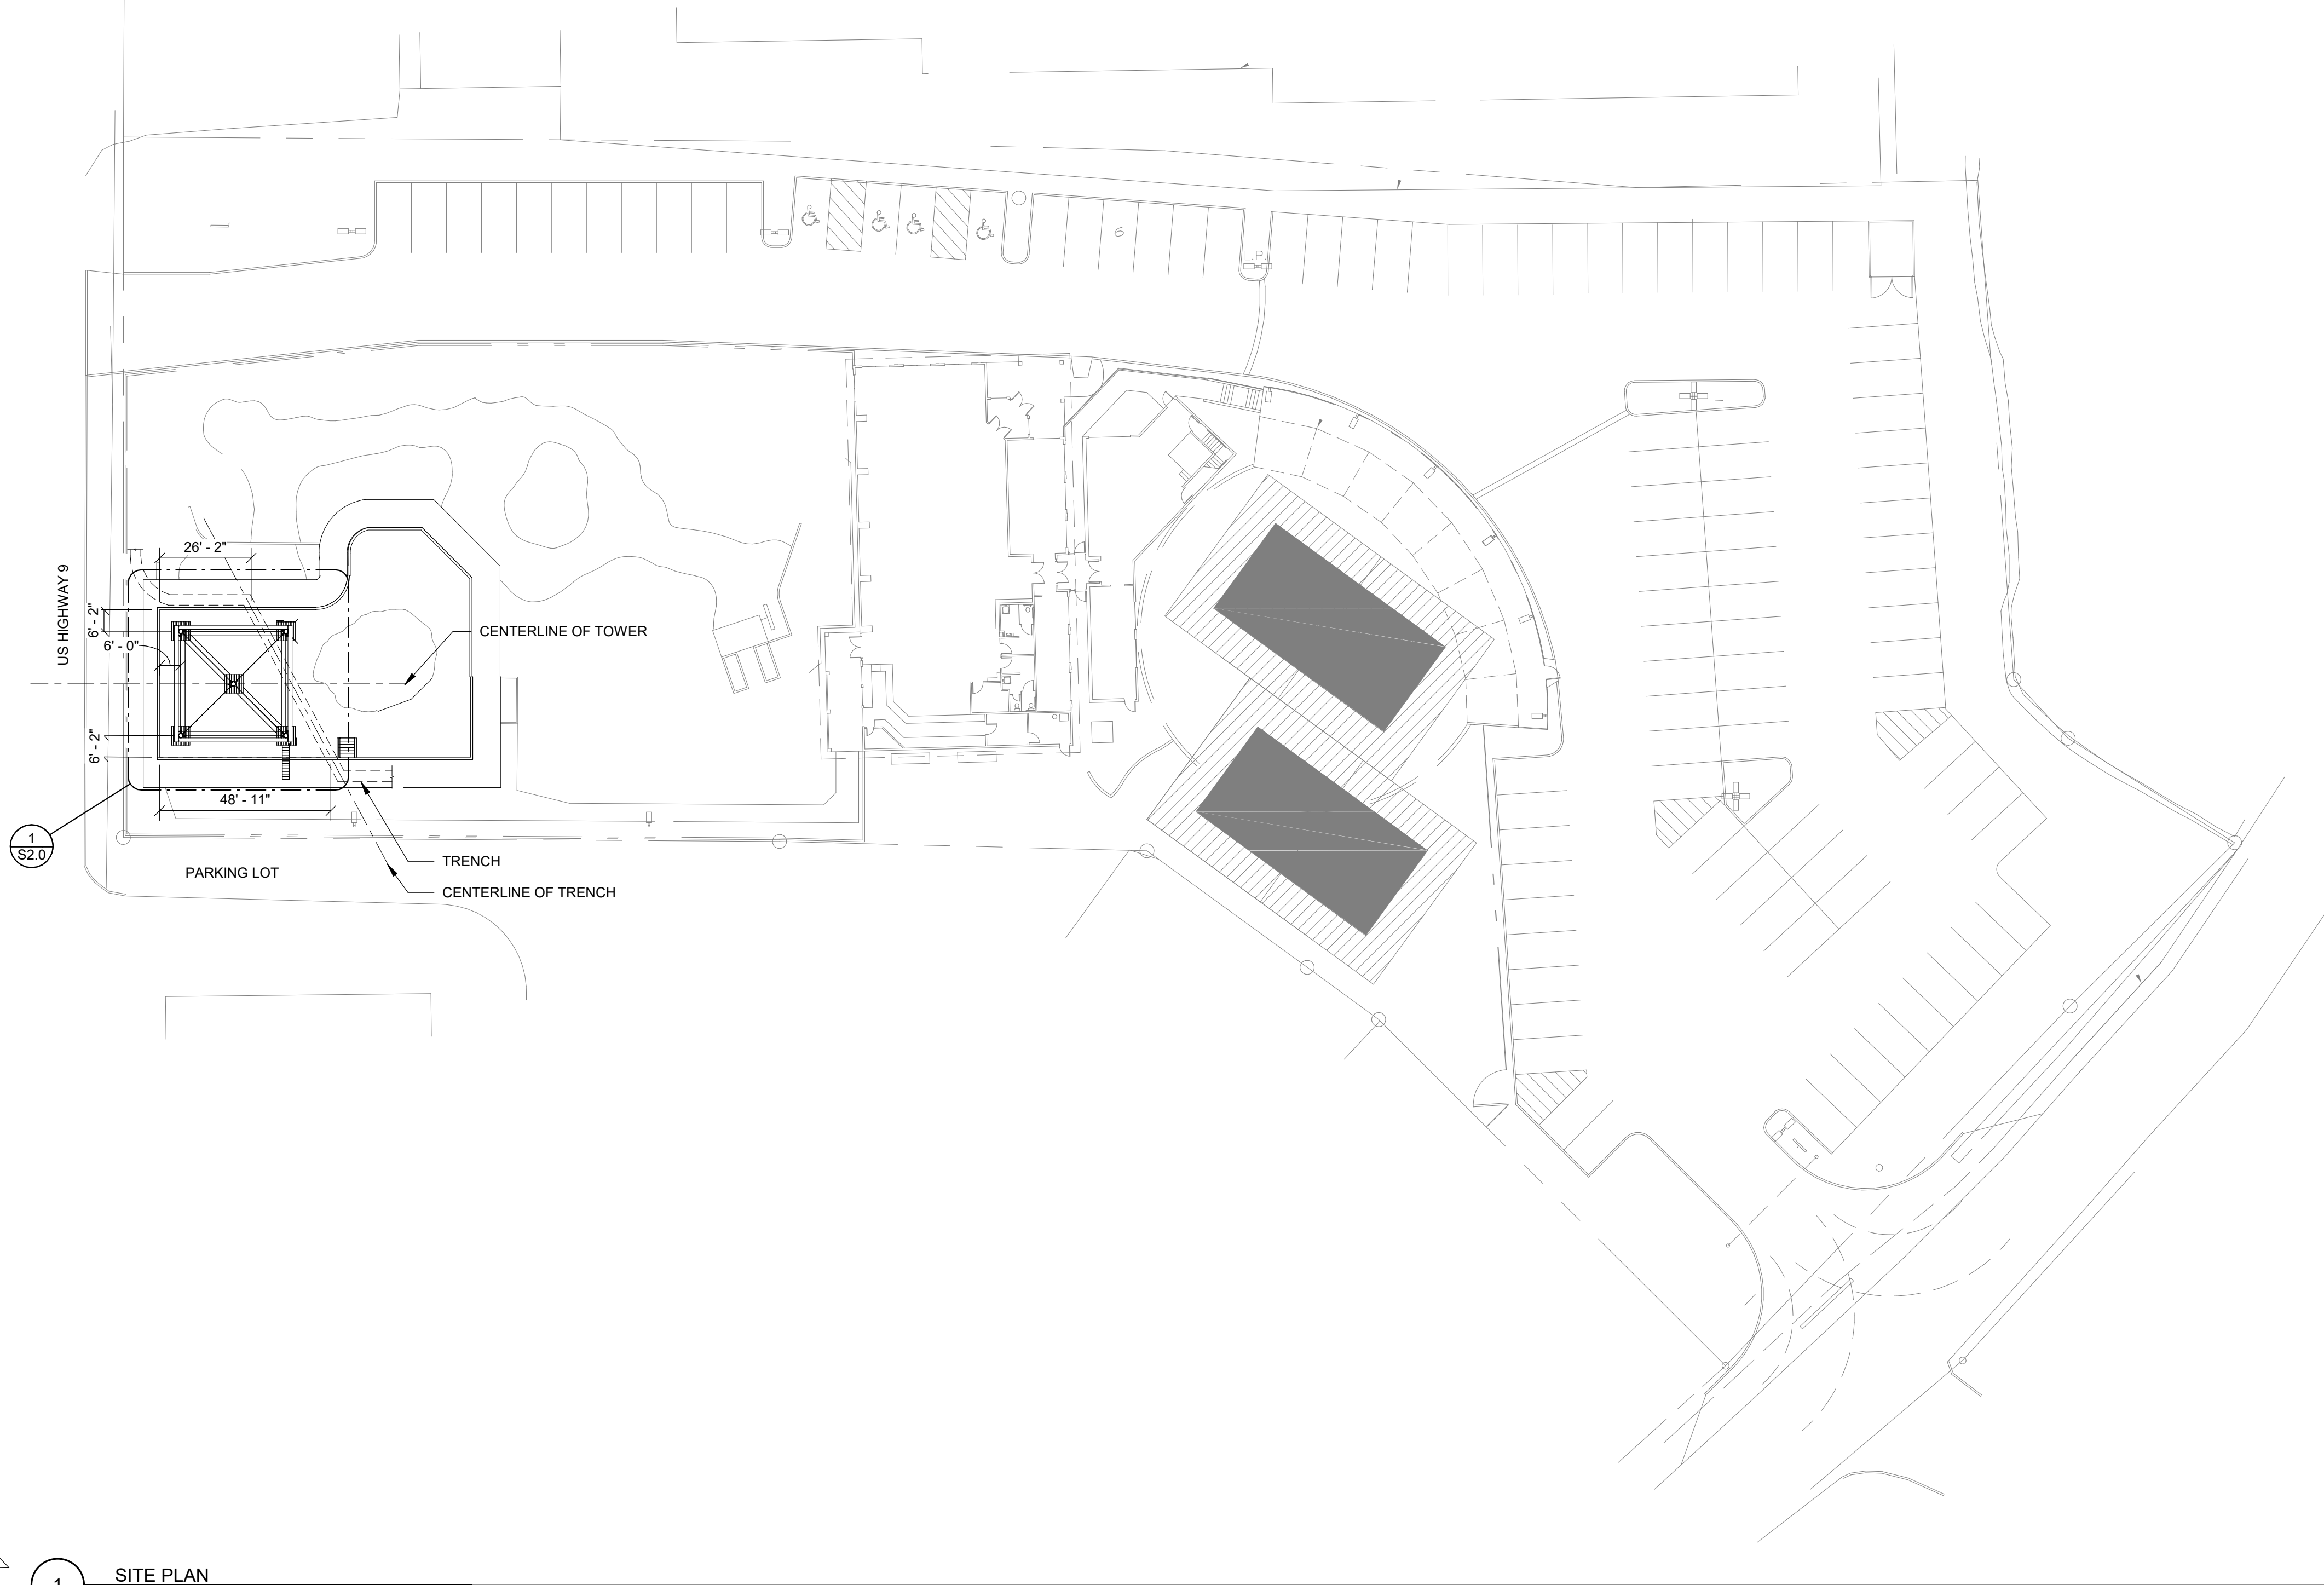 6
L.P.
26' - 2"
US HIGHWAY 9
6' - 2"
6' - 0"
CENTERLINE OF TOWER
6' - 2"
48' - 11"
1
S2.0
TRENCH
PARKING LOT
CENTERLINE OF TRENCH
1
SITE PLAN